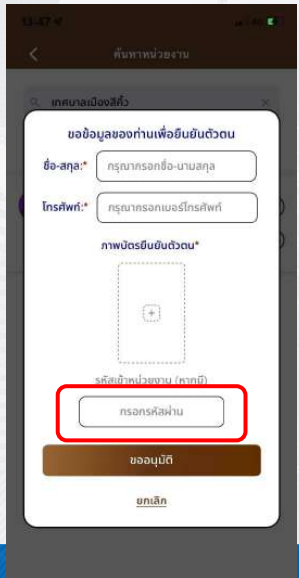 13:47
4G
ค้นหาหน่วยงาน
เทศบาลเมืองสีคิ้ว
ขอข้อมูลของท่านเพื่อยืนยันตัวตน
ชื่อ-สกุล:* กรุณากรอกชื่อ-นามสกุล
โทรศัพท์:* กรุณากรอกเบอร์โทรศัพท์
ภาพบัตรยืนยันตัวตน*
รหัสเข้าหน่วยงาน (หากมี)
กรอกรหัสผ่าน
ขออนุมัติ
ยกเลิก